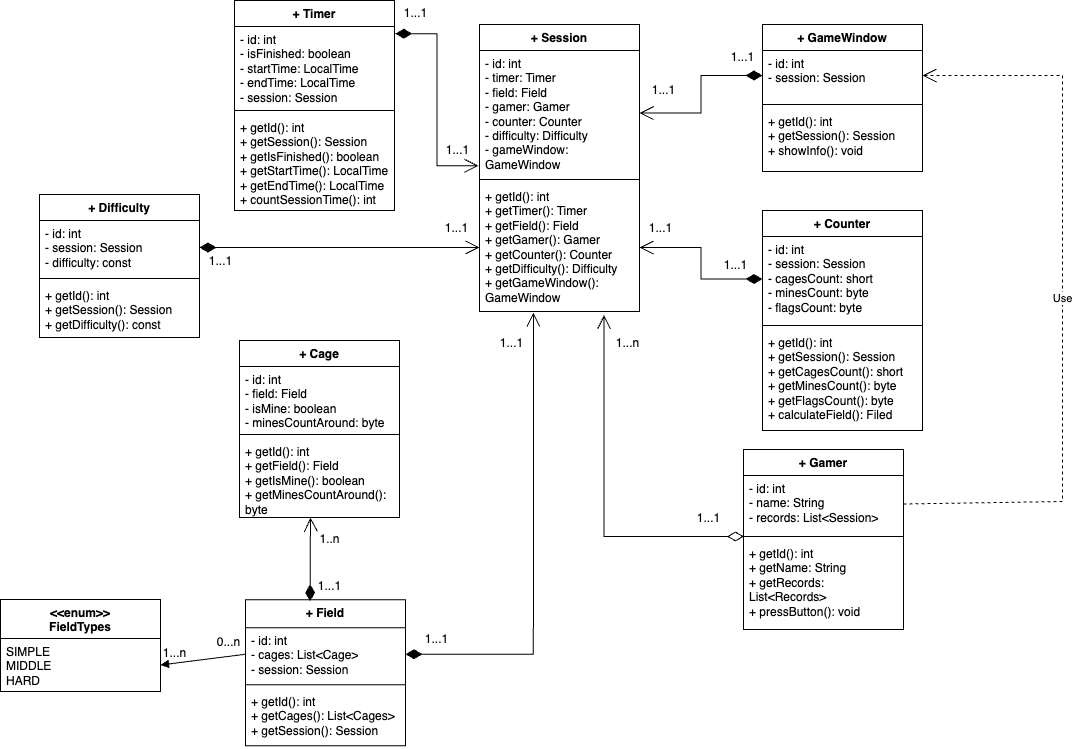 + Timer
- id: int
- isFinished: boolean
- startTime: LocalTime
- endTime: LocalTime
- session: Session
+ getId(): int
+ getSession(): Session
+ getIsFinished(): boolean
+ getStartTime(): LocalTime
+ getEndTime(): LocalTime
+ countSessionTime(): int
1...1
1...1
+ Session
- id: int
- timer: Timer
- field: Field
- gamer: Gamer
- counter: Counter
- difficulty: Difficulty
- gameWindow:
GameWindow
+ getId(): int
+ getTimer(): Timer
+ getField(): Field
+ getGamer(): Gamer
+ getCounter(): Counter
+ getDifficulty(): Difficulty
+ getGameWindow():
GameWindow
1...1
1...1
+ GameWindow
- id: int
- session: Session
+ getId(): int
+ getSession(): Session
+ showInfo(): void
+ Difficulty
- id: int
- session: Session
- difficulty: const
+ getId(): int
+ getSession(): Session
+ getDifficulty(): const
1...1
1...1
1...1
1...1
+ Counter
- id: int
- session: Session
- cagesCount: short
- minesCount: byte
- flagsCount: byte
+ getId(): int
+ getSession(): Session
+ getCagesCount(): short
+ getMinesCount(): byte
+ getFlagsCount(): byte
+ calculateField(): Filed
Use
+ Cage
- id: int
- field: Field
- isMine: boolean
- minesCountAround: byte
+ getId(): int
+ getField(): Field
+ getIsMine(): boolean
+ getMinesCountAround():
byte
1...1
1...n
+ Gamer
- id: int
- name: String
- records: List<Session>
+ getId(): int
+ getName: String
+ getRecords:
List<Records>
+ pressButton(): void
1...1
1..n
1...1
<<enum>>
FieldTypes
SIMPLE
MIDDLE
HARD
1...n
0...n
+ Field
- id: int
- cages: List<Cage>
- session: Session
+ getId(): int
+ getCages(): List<Cages>
+ getSession(): Session
1...1